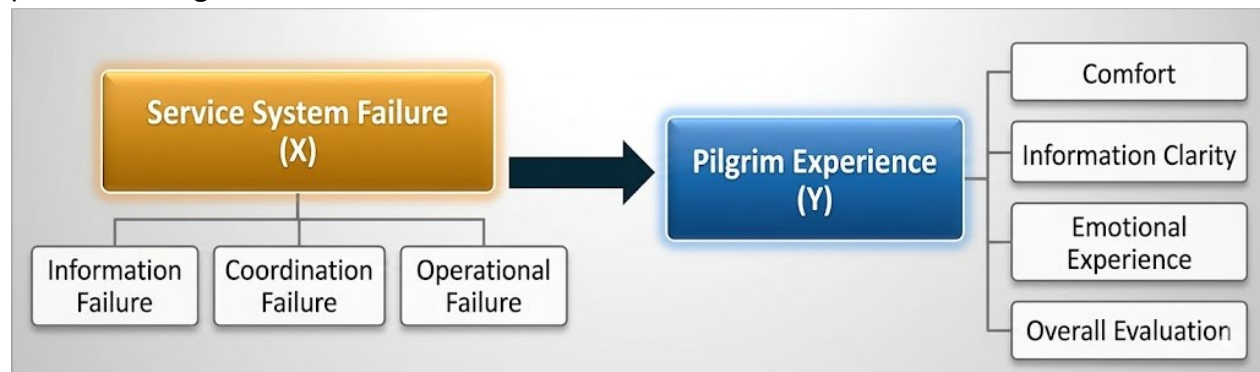 Service System Failure
(X)
Information
Failure
Coordination
Failure
Operational
Failure
Pilgrim Experience
(Y)
Comfort
Information Clarity
Emotional
Experience
Overall Evaluation